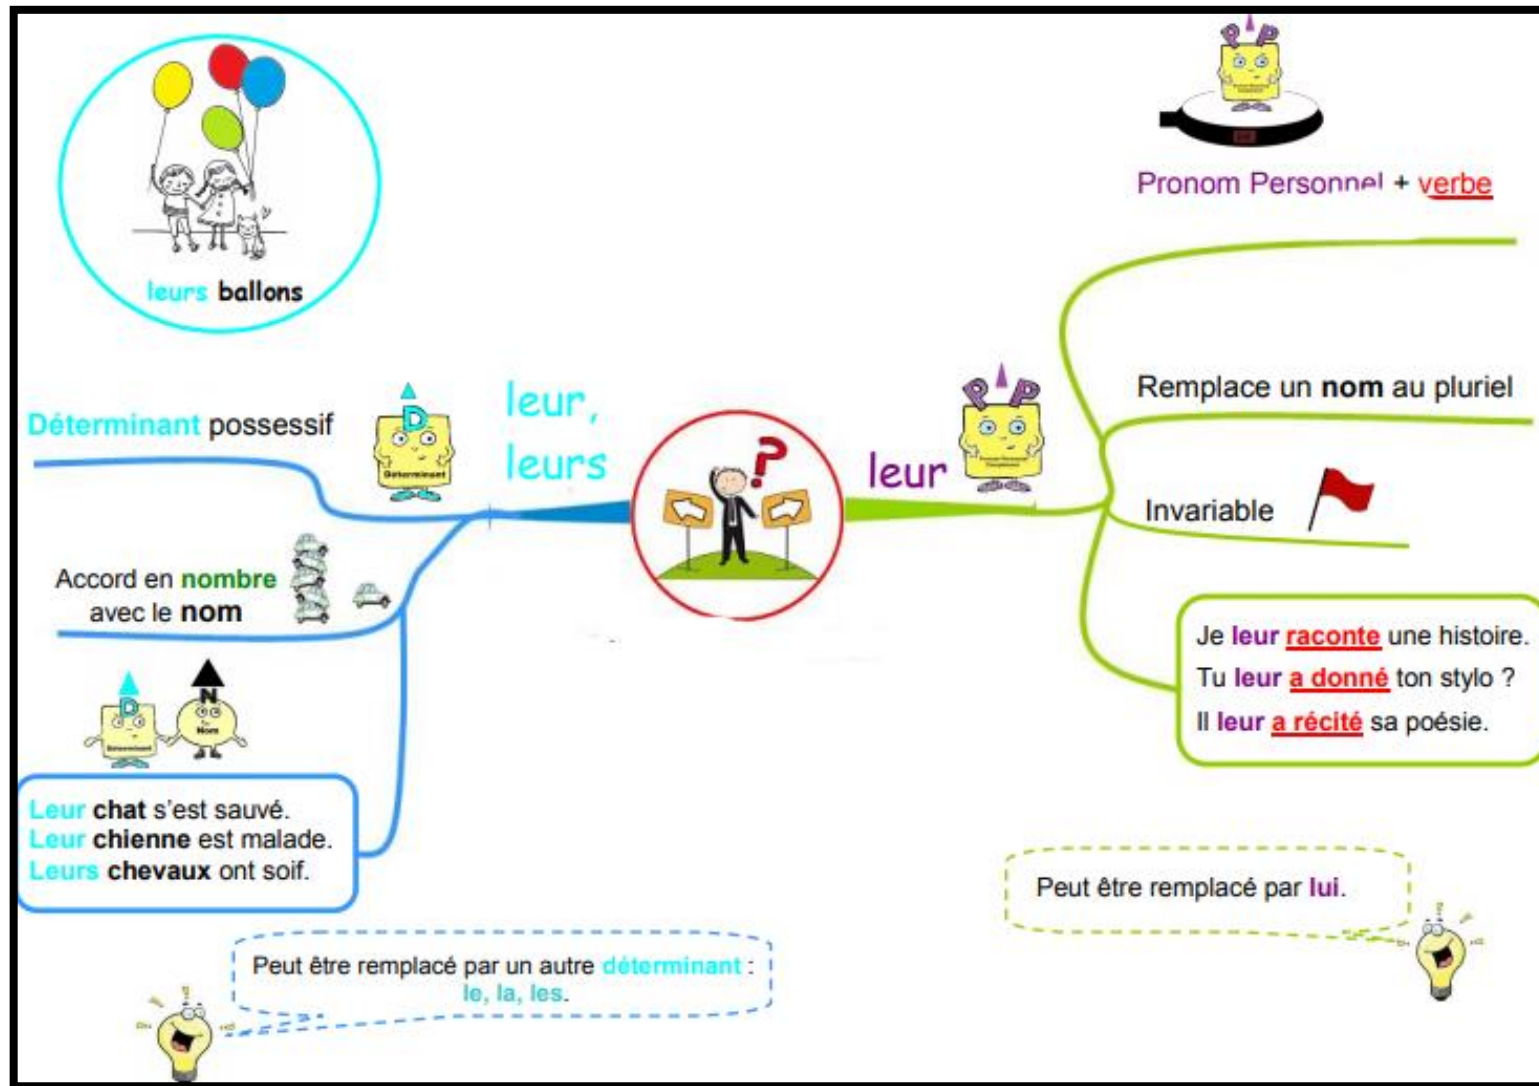 leurs ballons
Déterminant possessif
D
Déterminant
leur,
leurs
Accord en nombre
avec le nom
D
Déterminant
N
Nom
Leur chat s'est sauvé.
Leur chienne est malade.
Leurs chevaux ont soif.
Peut être remplacé par un autre déterminant :
le, la, les.
?
leur
P P
P P
Pronom Personnel + verbe
Remplace un nom au pluriel
Invariable
Je leur raconte une histoire.
Tu leur a donné ton stylo ?
Il leur a récité sa poésie.
Peut être remplacé par lui.